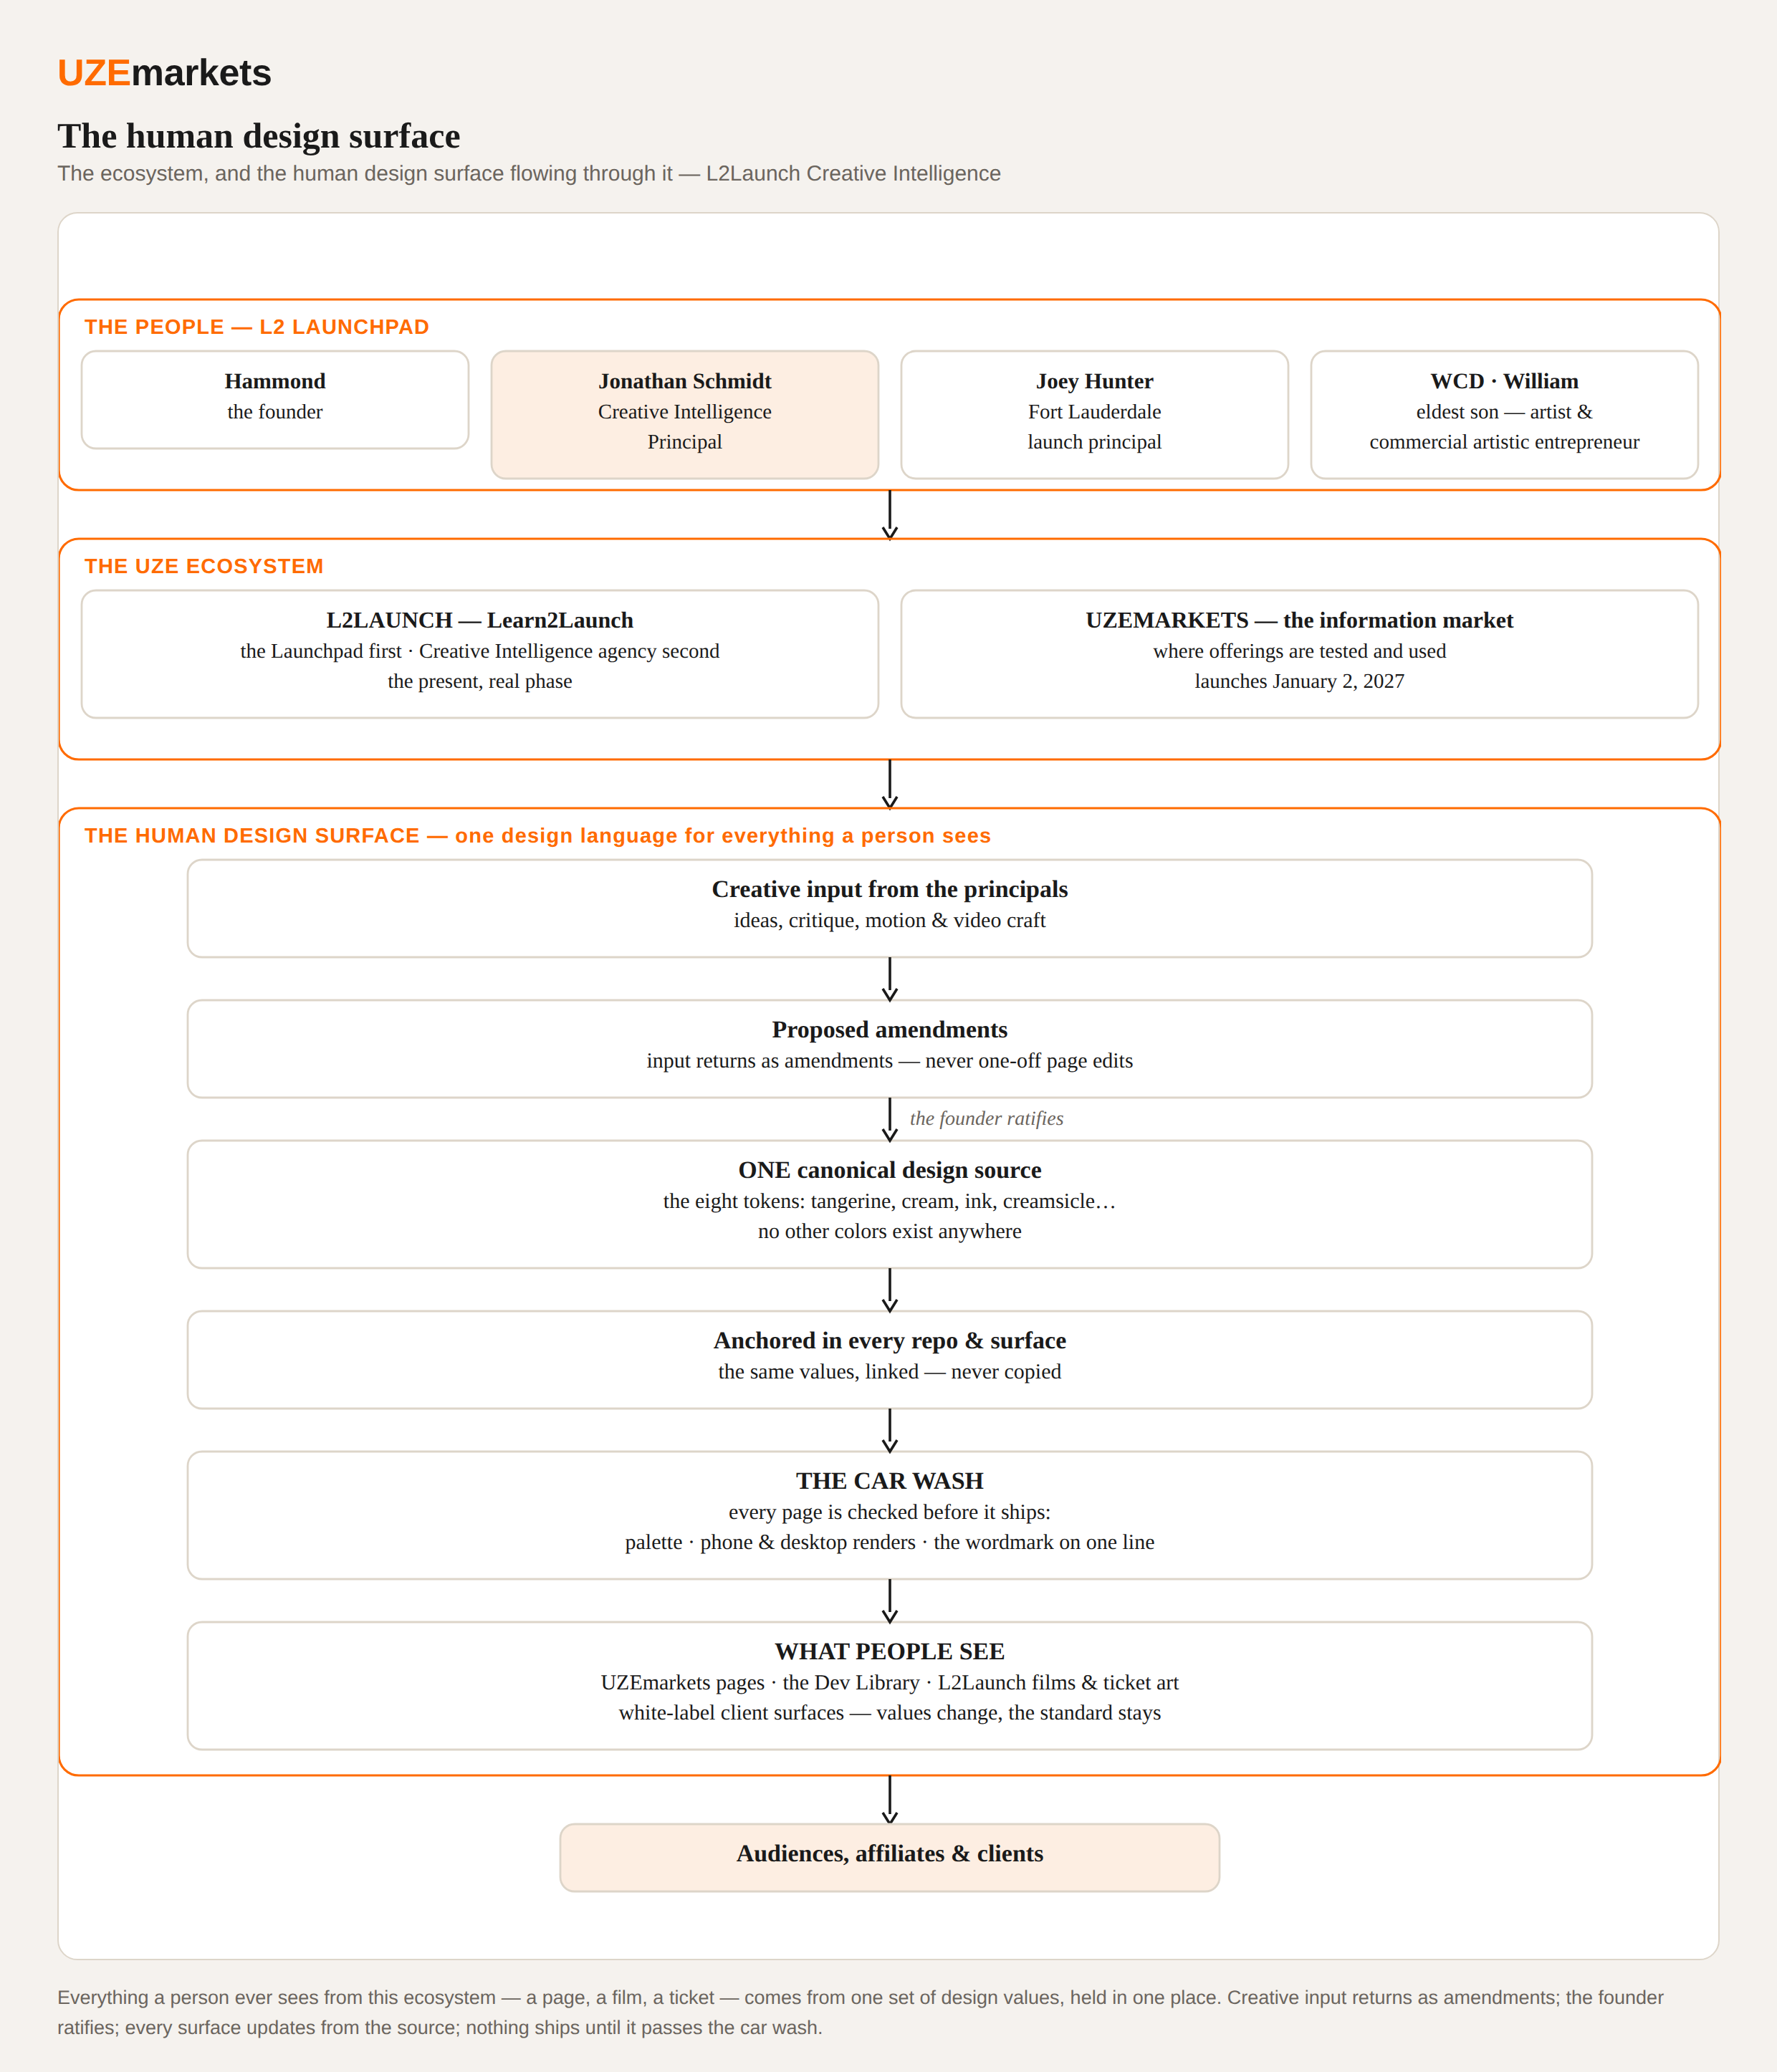 UZEmarkets
The human design surface
The ecosystem, and the human design surface flowing through it — L2Launch Creative Intelligence
THE PEOPLE — L2 LAUNCHPAD
Hammond
the founder
Jonathan Schmidt
Creative Intelligence
Principal
Joey Hunter
Fort Lauderdale
launch principal
WCD · William
eldest son — artist &
commercial artistic entrepreneur
THE UZE ECOSYSTEM
L2LAUNCH — Learn2Launch
the Launchpad first · Creative Intelligence agency second
the present, real phase
UZEMARKETS — the information market
where offerings are tested and used
launches January 2, 2027
THE HUMAN DESIGN SURFACE — one design language for everything a person sees
Creative input from the principals
ideas, critique, motion & video craft
Proposed amendments
input returns as amendments — never one-off page edits
the founder ratifies
ONE canonical design source
the eight tokens: tangerine, cream, ink, creamsicle…
no other colors exist anywhere
Anchored in every repo & surface
the same values, linked — never copied
THE CAR WASH
every page is checked before it ships:
palette · phone & desktop renders · the wordmark on one line
WHAT PEOPLE SEE
UZEmarkets pages · the Dev Library · L2Launch films & ticket art
white-label client surfaces — values change, the standard stays
Audiences, affiliates & clients
Everything a person ever sees from this ecosystem — a page, a film, a ticket — comes from one set of design values, held in one place. Creative input returns as amendments; the founder
ratifies; every surface updates from the source; nothing ships until it passes the car wash.